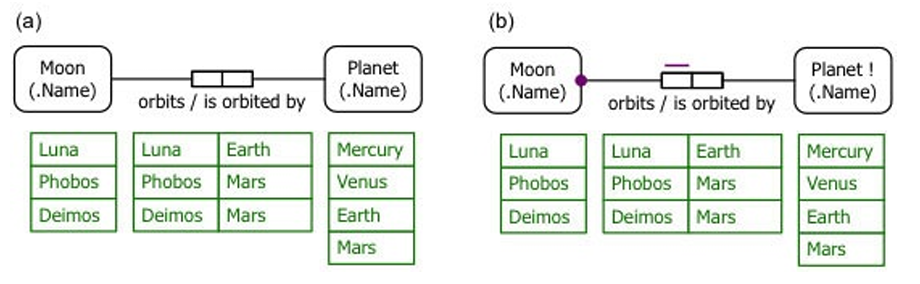 (a)
Moon
(.Name)
orbits / is orbited by
Planet
(.Name)
Luna
Phobos
Deimos
Luna Earth
Phobos Mars
Deimos Mars
Mercury
Venus
Earth
Mars
(b)
Moon
(.Name)
orbits / is orbited by
Planet !
(.Name)
Luna
Phobos
Deimos
Luna Earth
Phobos Mars
Deimos Mars
Mercury
Venus
Earth
Mars